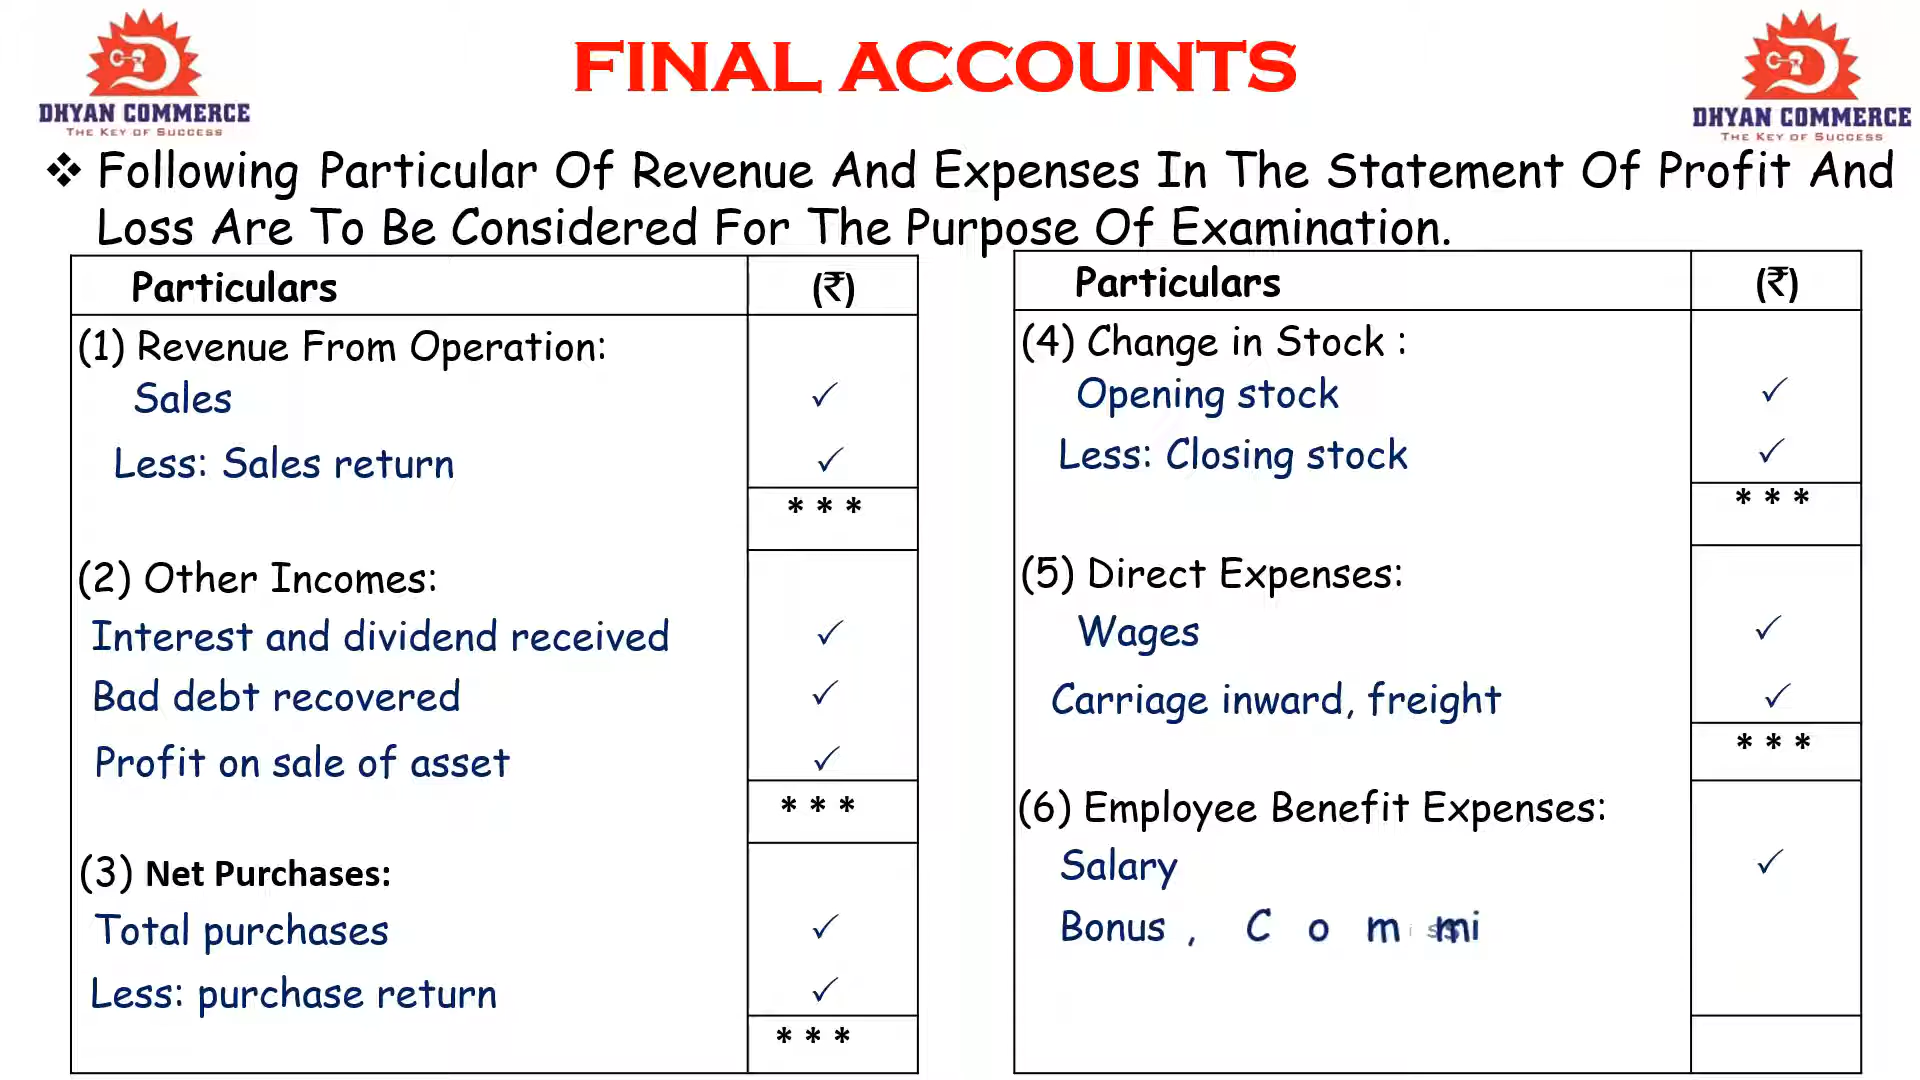 DHYAN COMMERCE
THE KEY OF SUCCESS
FINAL ACCOUNTS
DHYAN COMMERCE
THE KEY OF SUCCESS
❖ Following Particular Of Revenue And Expenses In The Statement Of Profit And
Loss Are To Be Considered For The Purpose Of Examination.
Particulars (₹)
(1) Revenue From Operation:
Sales ✓
Less: Sales return ✓
* * *
(2) Other Incomes:
Interest and dividend received ✓
Bad debt recovered ✓
Profit on sale of asset ✓
* * *
(3) Net Purchases:
Total purchases ✓
Less: purchase return ✓
* * *
Particulars (₹)
(4) Change in Stock :
Opening stock ✓
Less: Closing stock ✓
* * *
(5) Direct Expenses:
Wages ✓
Carriage inward, freight ✓
* * *
(6) Employee Benefit Expenses:
Salary ✓
Bonus ,